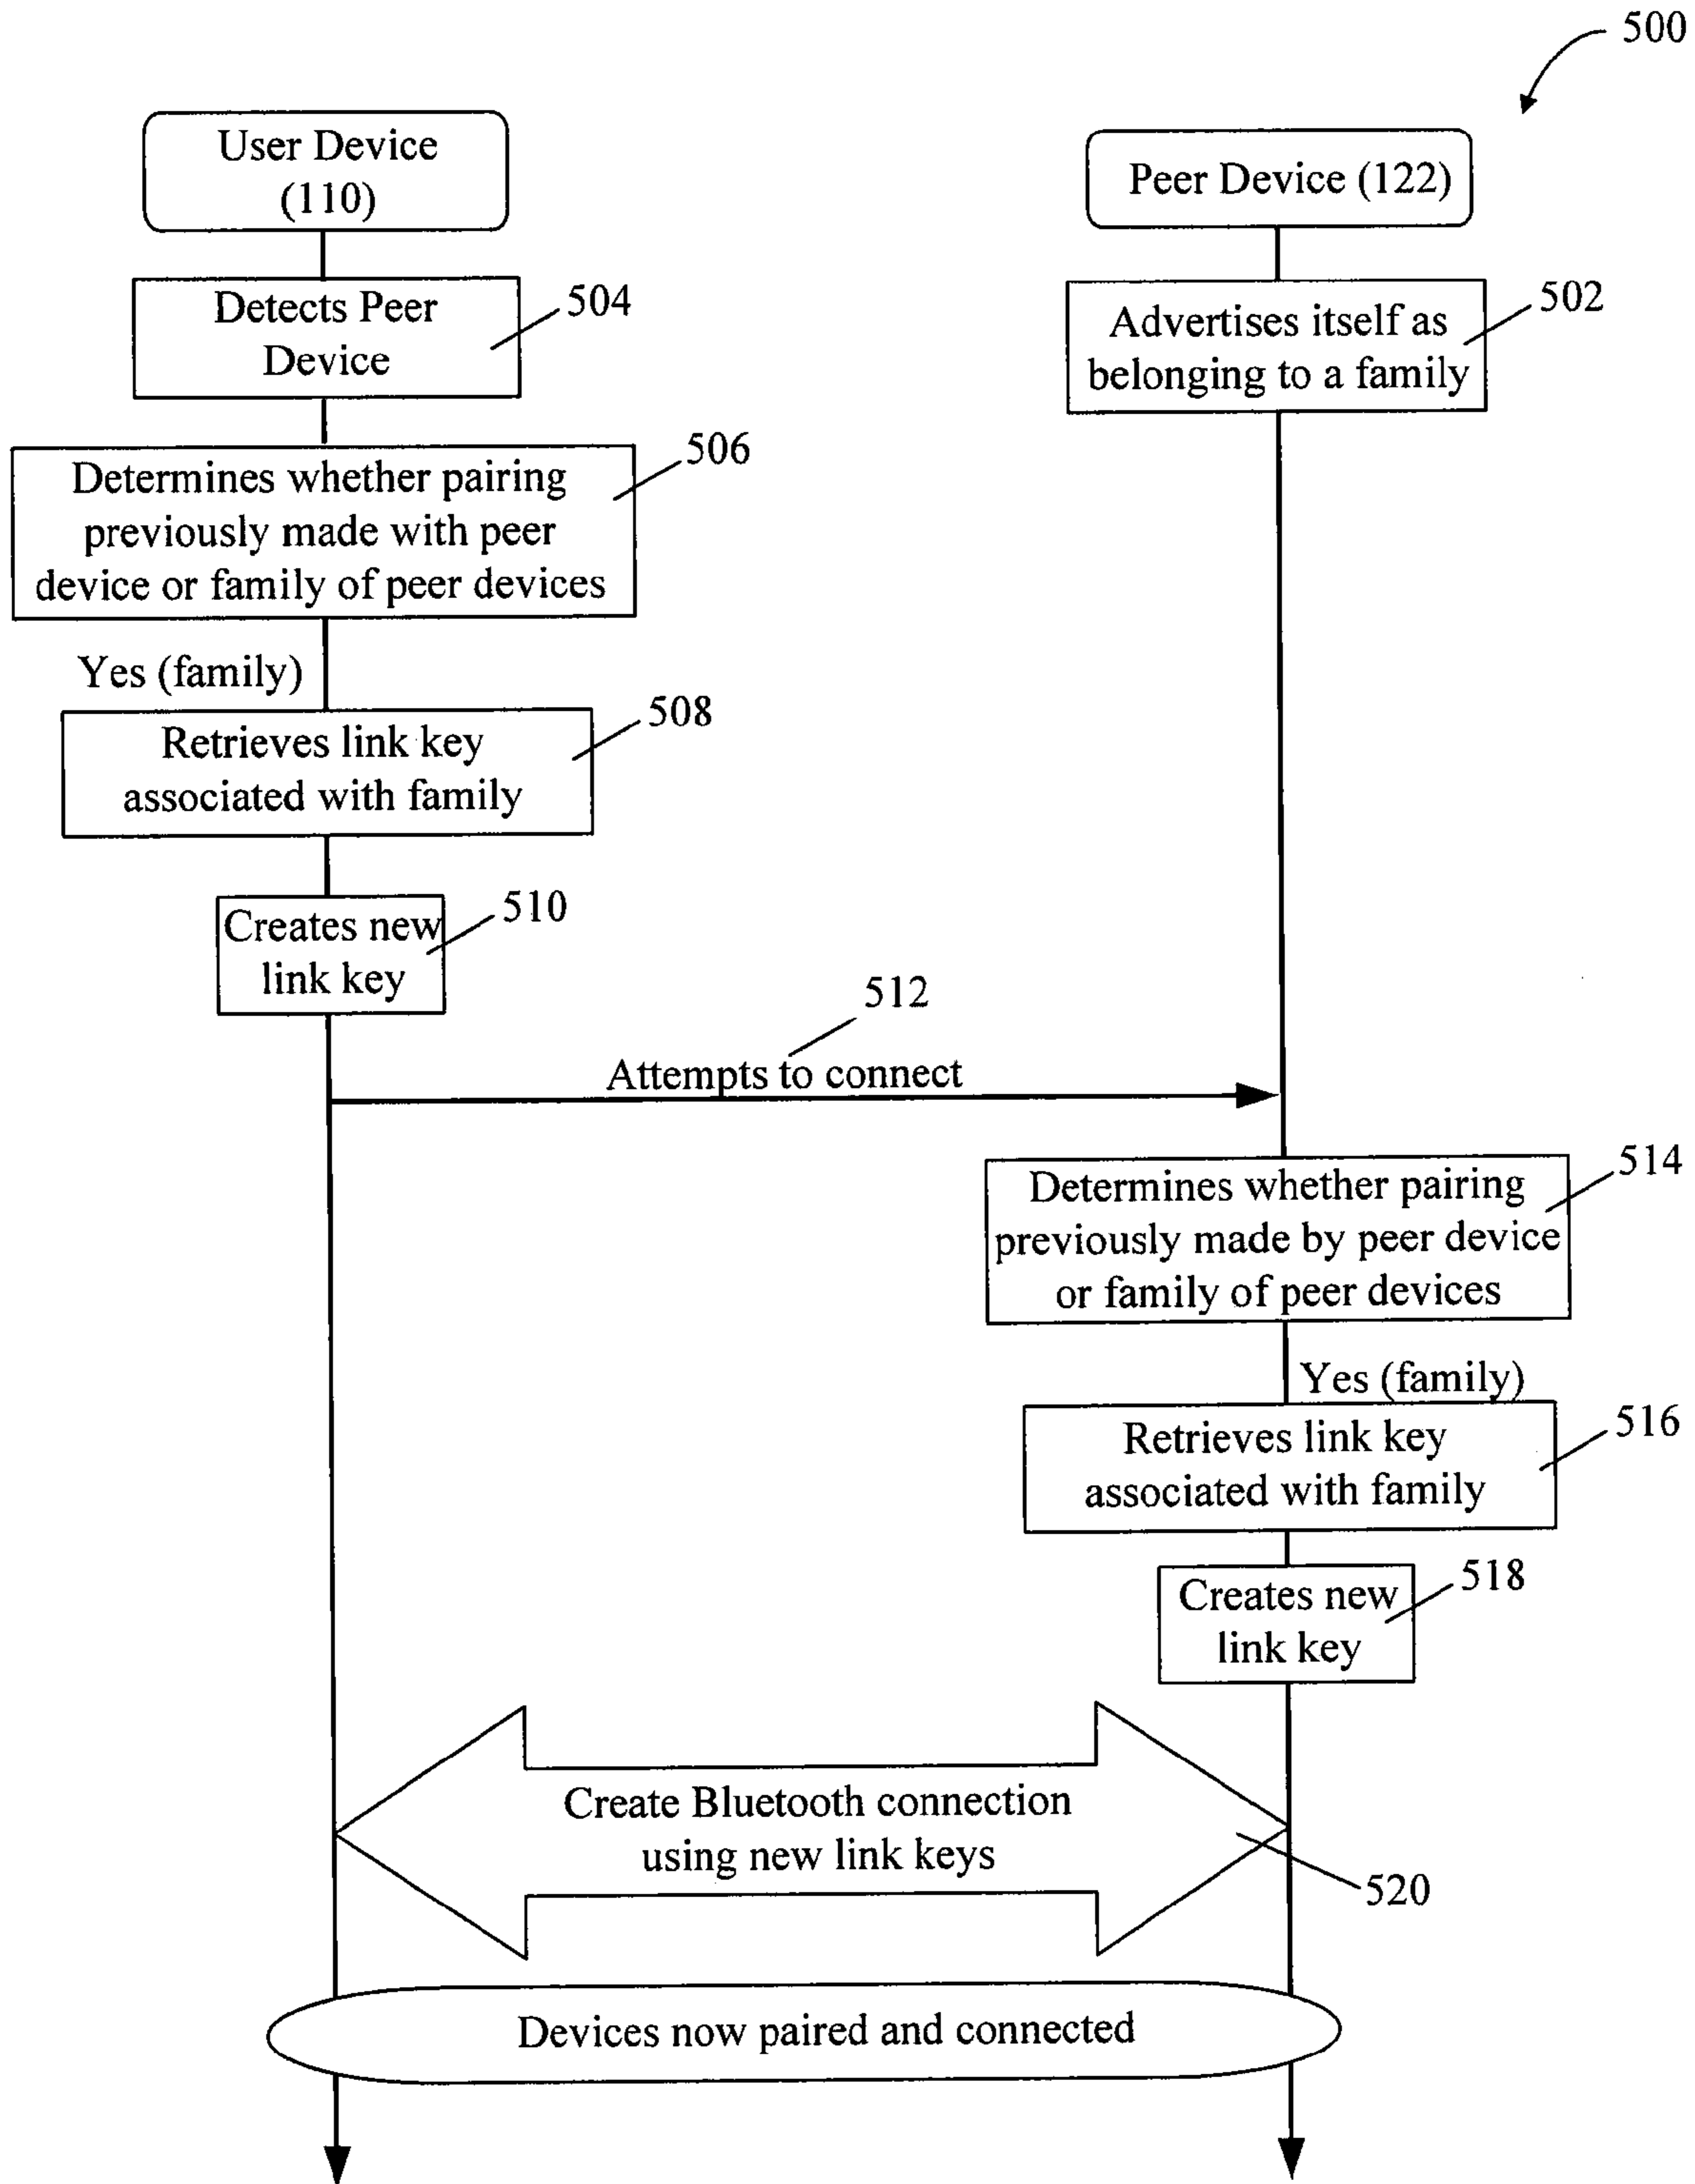 500
User Device
(110)
Peer Device (122)
Detects Peer
Device
504
Advertises itself as
belonging to a family
502
Determines whether pairing
previously made with peer
device or family of peer devices
506
Yes (family)
Retrieves link key
associated with family
508
Creates new
link key
510
512
Attempts to connect
Determines whether pairing
previously made by peer device
or family of peer devices
514
Yes (family)
Retrieves link key
associated with family
516
Creates new
link key
518
Create Bluetooth connection
using new link keys
520
Devices now paired and connected